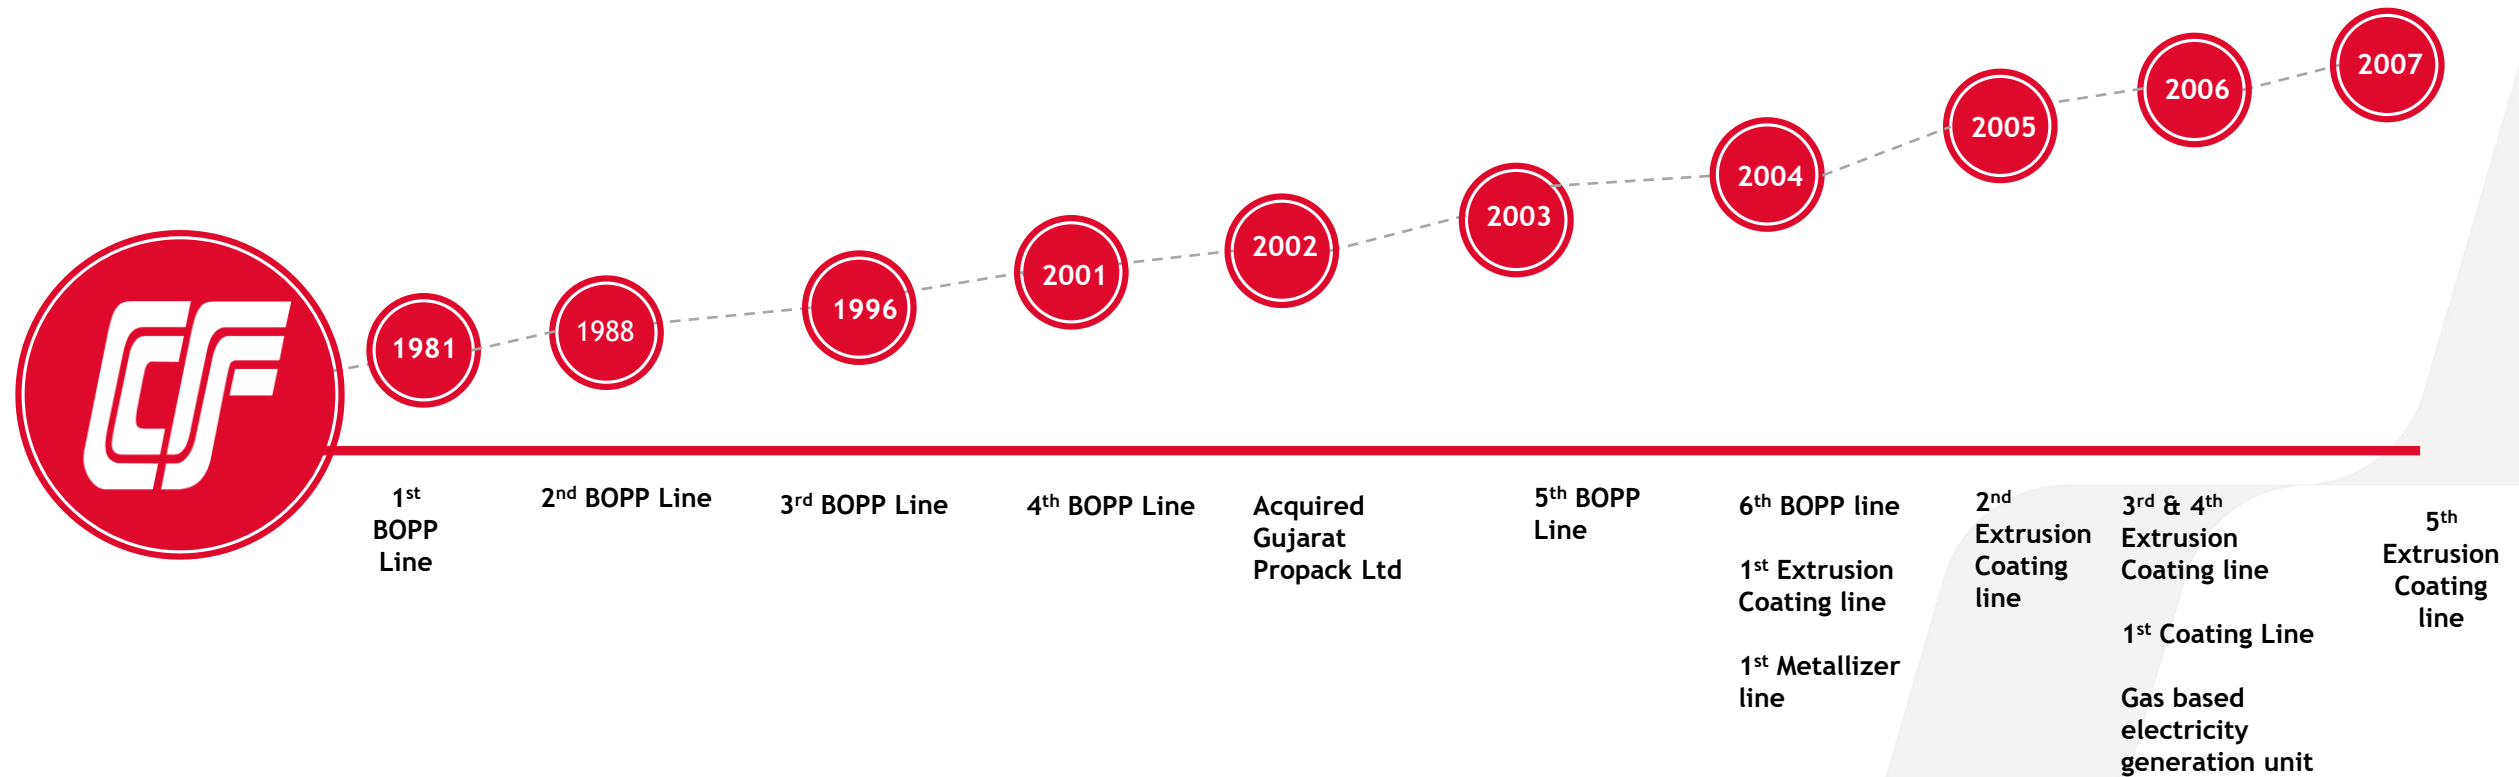 1981
1988
1996
2001
2002
2003
2004
2005
2006
2007
CF
1st
BOPP
Line
2nd BOPP Line
3rd BOPP Line
4th BOPP Line
Acquired
Gujarat
Propack Ltd
5th BOPP
Line
6th BOPP line
1st Extrusion
Coating line
1st Metallizer
line
2nd
Extrusion
Coating
line
3rd & 4th
Extrusion
Coating line
1st Coating Line
Gas based
electricity
generation unit
5th
Extrusion
Coating
line